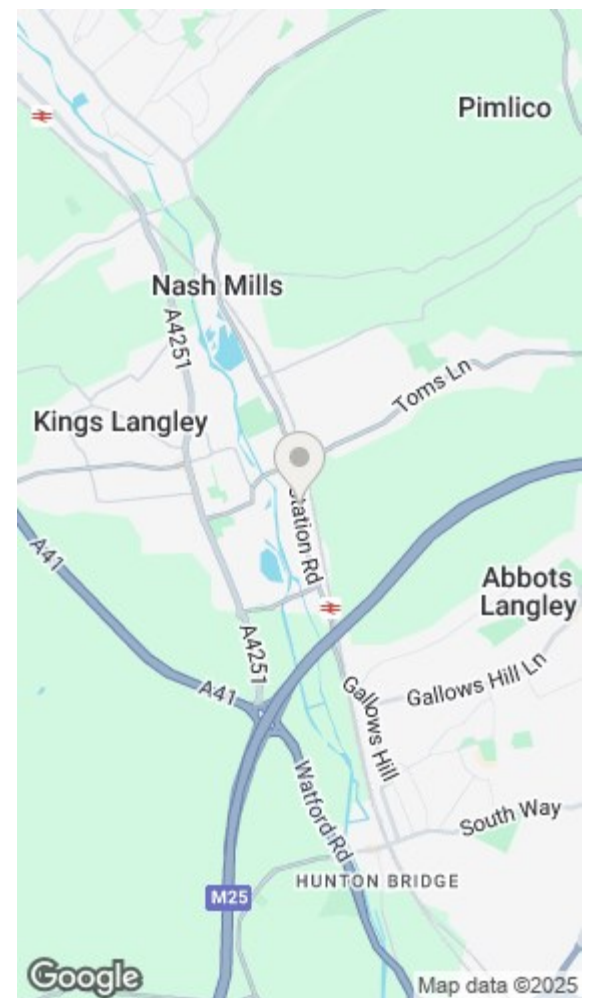 Pimlico
Nash Mills
A4251
Toms Ln
Kings Langley
Station Rd
A41
Abbots
Langley
A4251
Gallows Hill Ln
A41
Gallows Hill
Watford Rd
South Way
HUNTON BRIDGE
M25
Google
Map data ©2025